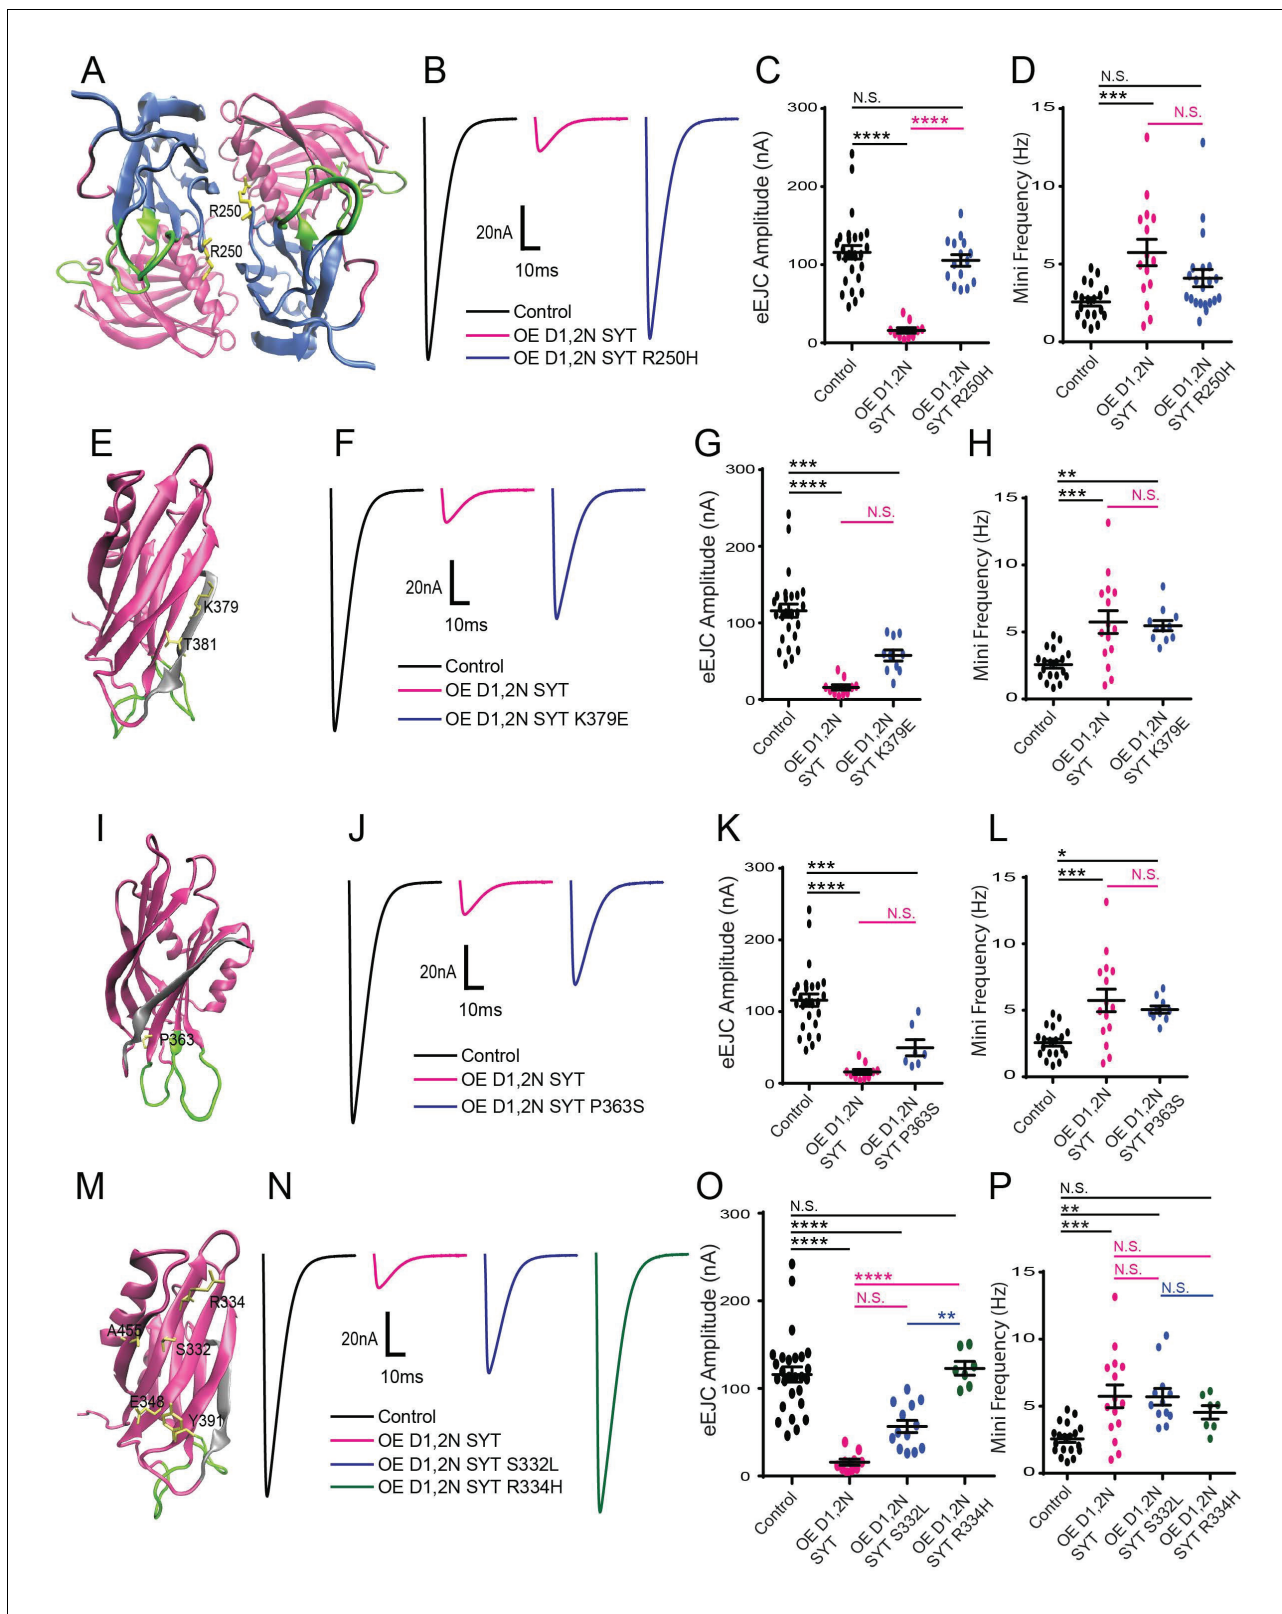 A
B
C
D
R250
R250
20nA
10ms
Control
OE D1,2N SYT
OE D1,2N SYT R250H
eEJC Amplitude (nA)
300
200
100
0
N.S.
****
****
Control
OE D1,2N
SYT
OE D1,2N
SYT R250H
Mini Frequency (Hz)
15
10
5
0
N.S.
***
N.S.
Control
OE D1,2N
SYT
OE D1,2N
SYT R250H
E
F
G
H
K379
T381
20nA
10ms
Control
OE D1,2N SYT
OE D1,2N SYT K379E
eEJC Amplitude (nA)
300
200
100
0
***
****
N.S.
Control
OE D1,2N
SYT
OE D1,2N
SYT K379E
Mini Frequency (Hz)
15
10
5
0
**
***
N.S.
Control
OE D1,2N
SYT
OE D1,2N
SYT K379E
I
J
K
L
P363
20nA
10ms
Control
OE D1,2N SYT
OE D1,2N SYT P363S
eEJC Amplitude (nA)
300
200
100
0
***
****
N.S.
Control
OE D1,2N
SYT
OE D1,2N
SYT P363S
Mini Frequency (Hz)
15
10
5
0
*
***
N.S.
Control
OE D1,2N
SYT
OE D1,2N
SYT P363S
M
N
O
P
R334
A455
S332
E348
Y391
20nA
10ms
Control
OE D1,2N SYT
OE D1,2N SYT S332L
OE D1,2N SYT R334H
eEJC Amplitude (nA)
300
200
100
0
N.S.
****
****
****
N.S.
**
Control
OE D1,2N
SYT
OE D1,2N
SYT S332L
OE D1,2N
SYT R334H
Mini Frequency (Hz)
15
10
5
0
N.S.
**
***
N.S.
N.S.
N.S.
Control
OE D1,2N
SYT
OE D1,2N
SYT S332L
OE D1,2N
SYT R334H